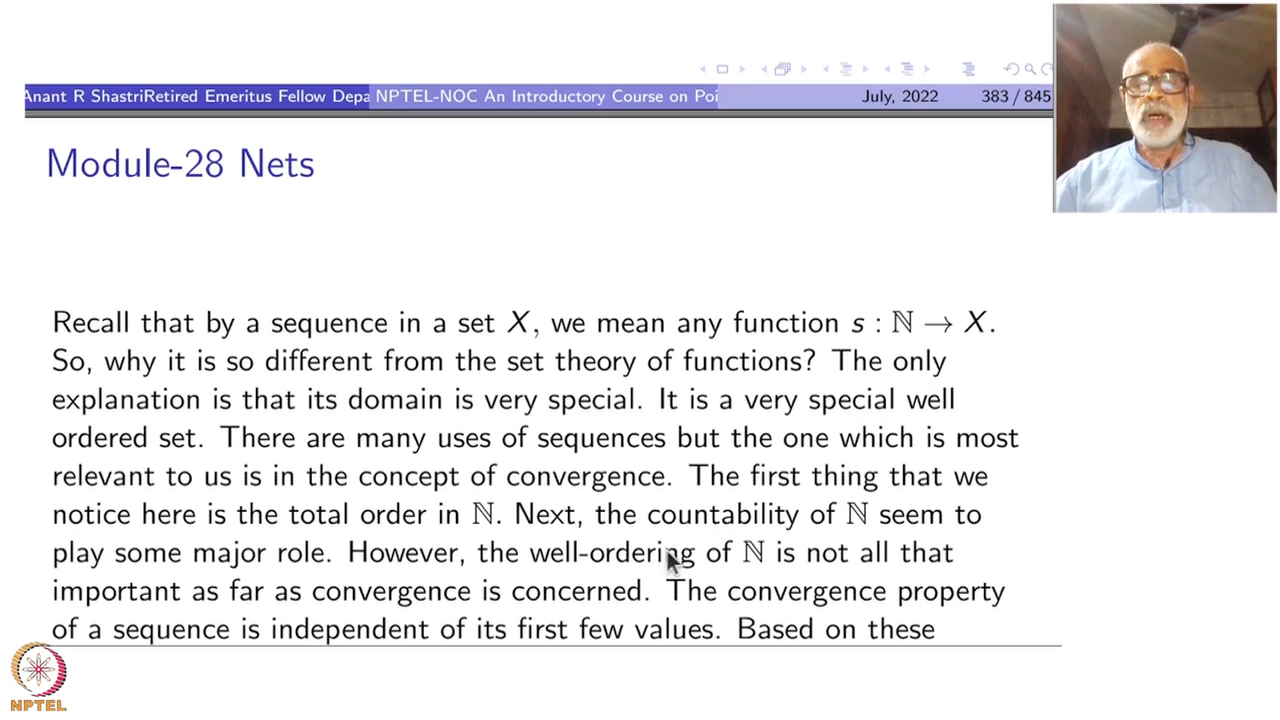 Anant R ShastriRetired Emeritus Fellow Depa NPTEL-NOC An Introductory Course on Poi July, 2022 383 / 845
Module-28 Nets
Recall that by a sequence in a set X, we mean any function s : ℕ → X.
So, why it is so different from the set theory of functions? The only
explanation is that its domain is very special. It is a very special well
ordered set. There are many uses of sequences but the one which is most
relevant to us is in the concept of convergence. The first thing that we
notice here is the total order in ℕ. Next, the countability of ℕ seem to
play some major role. However, the well-ordering of ℕ is not all that
important as far as convergence is concerned. The convergence property
of a sequence is independent of its first few values. Based on these
NPTEL